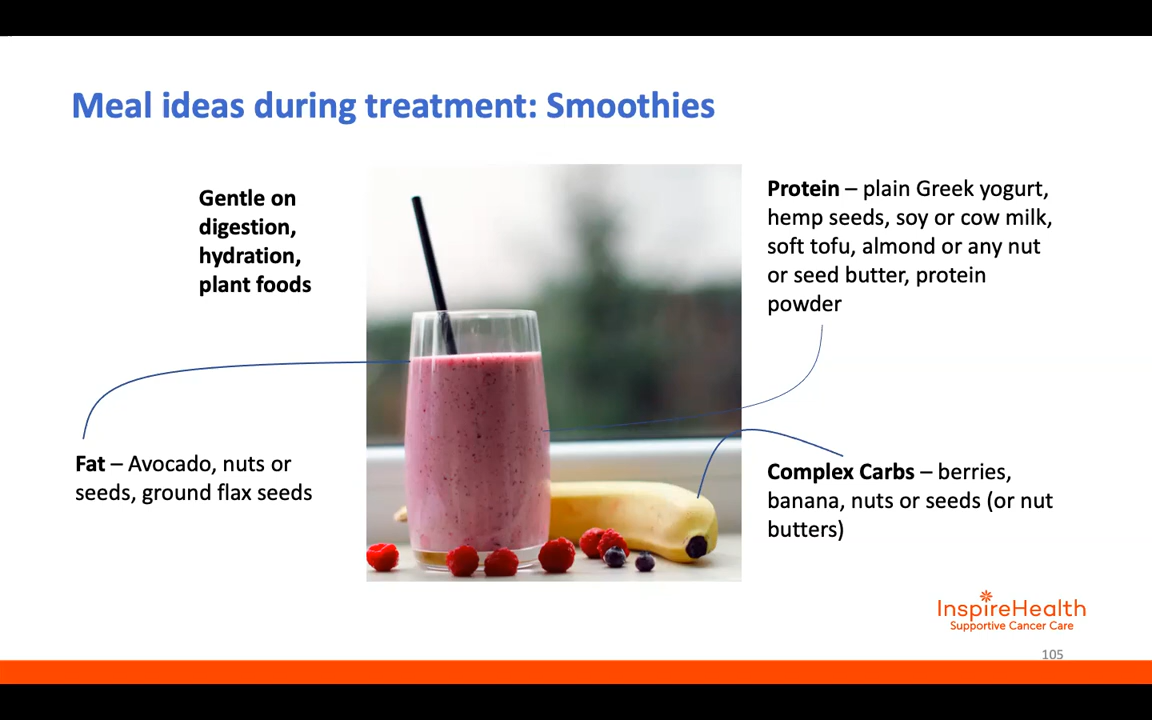 Meal ideas during treatment: Smoothies
Gentle on
digestion,
hydration,
plant foods
Protein – plain Greek yogurt,
hemp seeds, soy or cow milk,
soft tofu, almond or any nut
or seed butter, protein
powder
Fat – Avocado, nuts or
seeds, ground flax seeds
Complex Carbs – berries,
banana, nuts or seeds (or nut
butters)
InspireHealth
Supportive Cancer Care
105